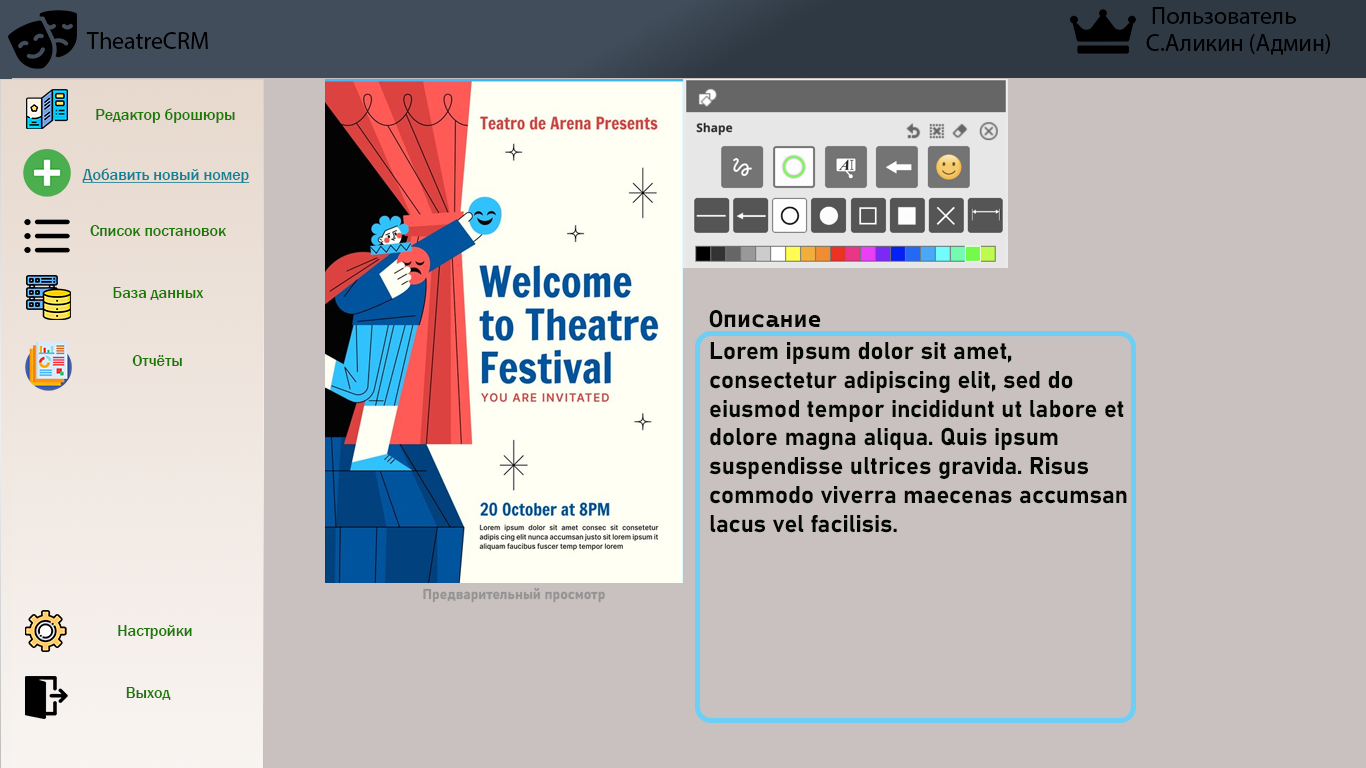 TheatreCRM
Пользователь
С.Аликин (Админ)
Редактор брошюры
Добавить новый номер
Список постановок
База данных
Отчёты
Настройки
Выход
Teatro de Arena Presents
Welcome
to Theatre
Festival
YOU ARE INVITED
20 October at 8PM
Lorem ipsum dolor sit amet consec sit consetetur
adipis cing elit nunca accumsan justo sit lorem ipsum it
aliquam faucibus fuscer temp tempor lorem
Предварительный просмотр
Shape
A
Описание
Lorem ipsum dolor sit amet,
consectetur adipiscing elit, sed do
eiusmod tempor incididunt ut labore et
dolore magna aliqua. Quis ipsum
suspendisse ultrices gravida. Risus
commodo viverra maecenas accumsan
lacus vel facilisis.